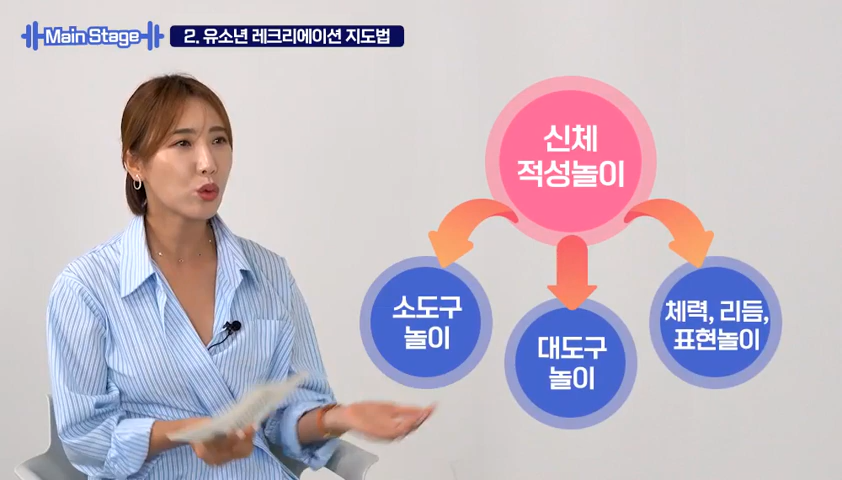 Main Stage
2. 유소년 레크리에이션 지도법
신체
적성놀이
소도구
놀이
대도구
놀이
체력, 리듬,
표현놀이